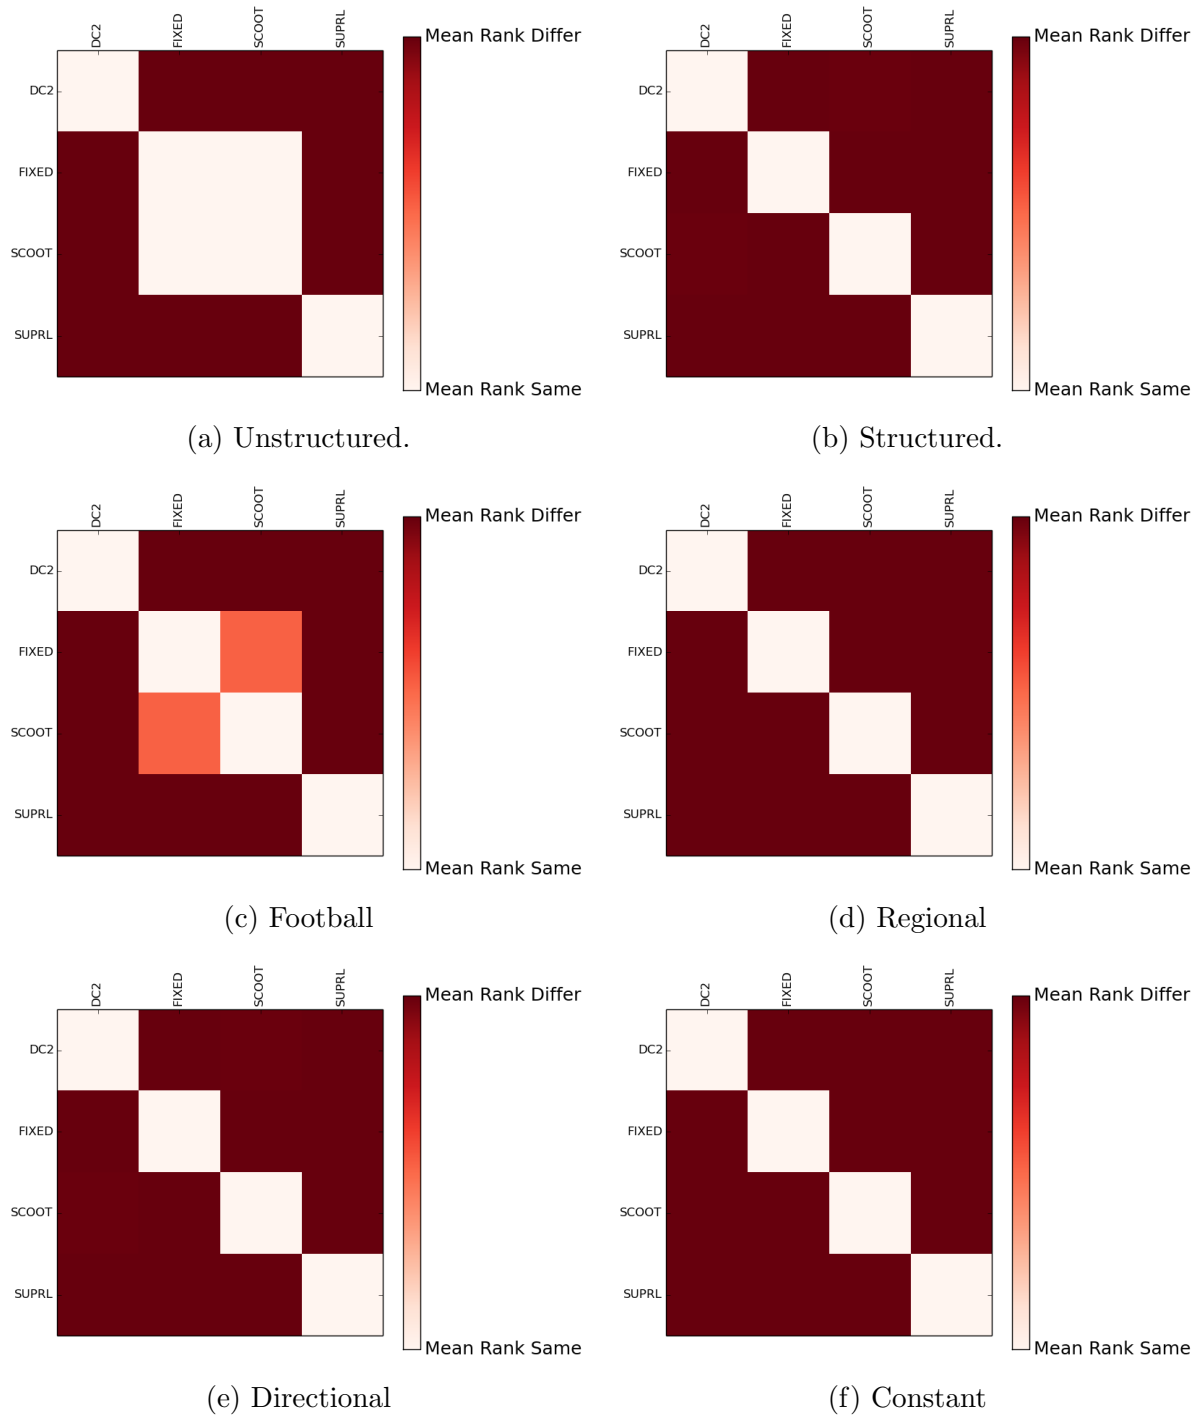 DC2 FIXED SCOOT SUPRL
Mean Rank Differ
DC2
FIXED
SCOOT
SUPRL
Mean Rank Same
(a) Unstructured.
DC2 FIXED SCOOT SUPRL
Mean Rank Differ
DC2
FIXED
SCOOT
SUPRL
Mean Rank Same
(b) Structured.
DC2 FIXED SCOOT SUPRL
Mean Rank Differ
DC2
FIXED
SCOOT
SUPRL
Mean Rank Same
(c) Football
DC2 FIXED SCOOT SUPRL
Mean Rank Differ
DC2
FIXED
SCOOT
SUPRL
Mean Rank Same
(d) Regional
DC2 FIXED SCOOT SUPRL
Mean Rank Differ
DC2
FIXED
SCOOT
SUPRL
Mean Rank Same
(e) Directional
DC2 FIXED SCOOT SUPRL
Mean Rank Differ
DC2
FIXED
SCOOT
SUPRL
Mean Rank Same
(f) Constant